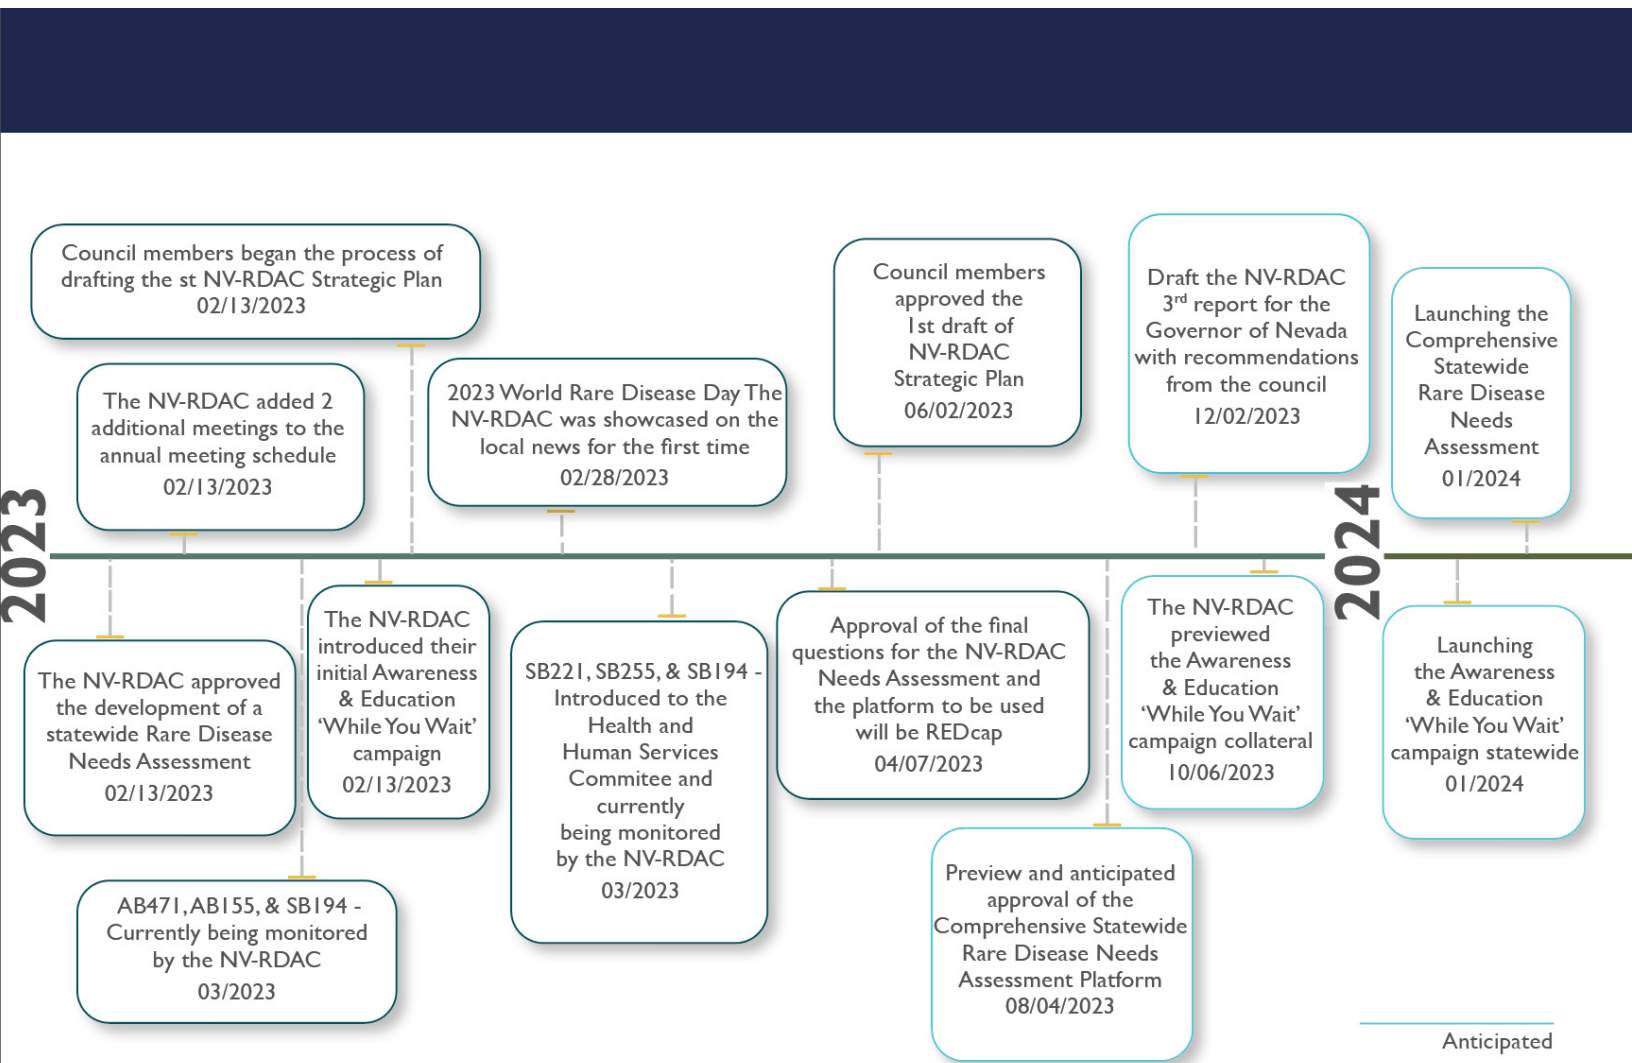 Council members began the process of
drafting the st NV-RDAC Strategic Plan
02/13/2023
The NV-RDAC added 2
additional meetings to the
annual meeting schedule
02/13/2023
2023 World Rare Disease Day The
NV-RDAC was showcased on the
local news for the first time
02/28/2023
Council members
approved the
1st draft of
NV-RDAC
Strategic Plan
06/02/2023
Draft the NV-RDAC
3rd report for the
Governor of Nevada
with recommendations
from the council
12/02/2023
Launching the
Comprehensive
Statewide
Rare Disease
Needs
Assessment
01/2024
2023
2024
The NV-RDAC approved
the development of a
statewide Rare Disease
Needs Assessment
02/13/2023
AB471, AB155, & SB194 -
Currently being monitored
by the NV-RDAC
03/2023
The NV-RDAC
introduced their
initial Awareness
& Education
‘While You Wait’
campaign
02/13/2023
SB221, SB255, & SB194 -
Introduced to the
Health and
Human Services
Commitee and
currently
being monitored
by the NV-RDAC
03/2023
Approval of the final
questions for the NV-RDAC
Needs Assessment and
the platform to be used
will be REDcap
04/07/2023
Preview and anticipated
approval of the
Comprehensive Statewide
Rare Disease Needs
Assessment Platform
08/04/2023
The NV-RDAC
previewed
the Awareness
& Education
‘While You Wait’
campaign collateral
10/06/2023
Launching
the Awareness
& Education
‘While You Wait’
campaign statewide
01/2024
Anticipated